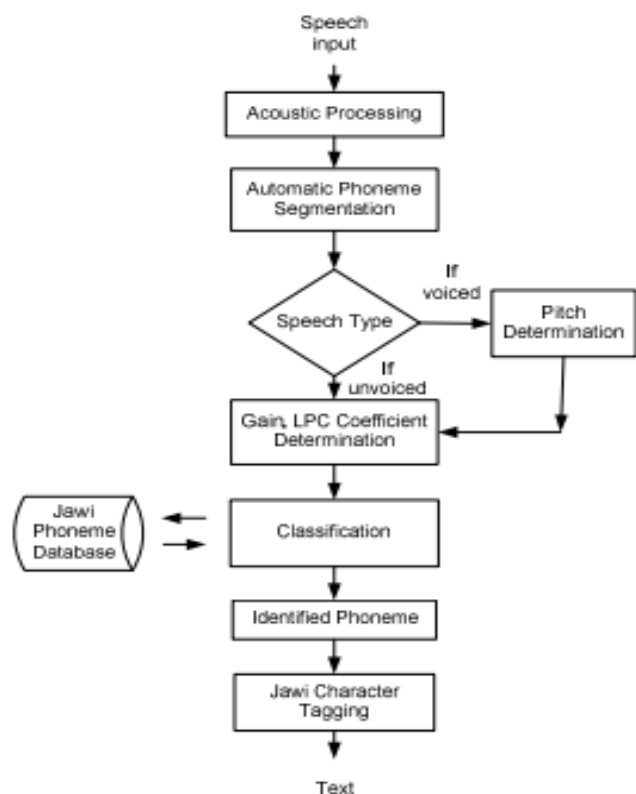 Speech
input
Acoustic Processing
Automatic Phoneme
Segmentation
Speech Type
If
voiced
Pitch
Determination
If
unvoiced
Gain, LPC Coefficient
Determination
Jawi
Phoneme
Database
Classification
Identified Phoneme
Jawi Character
Tagging
Text